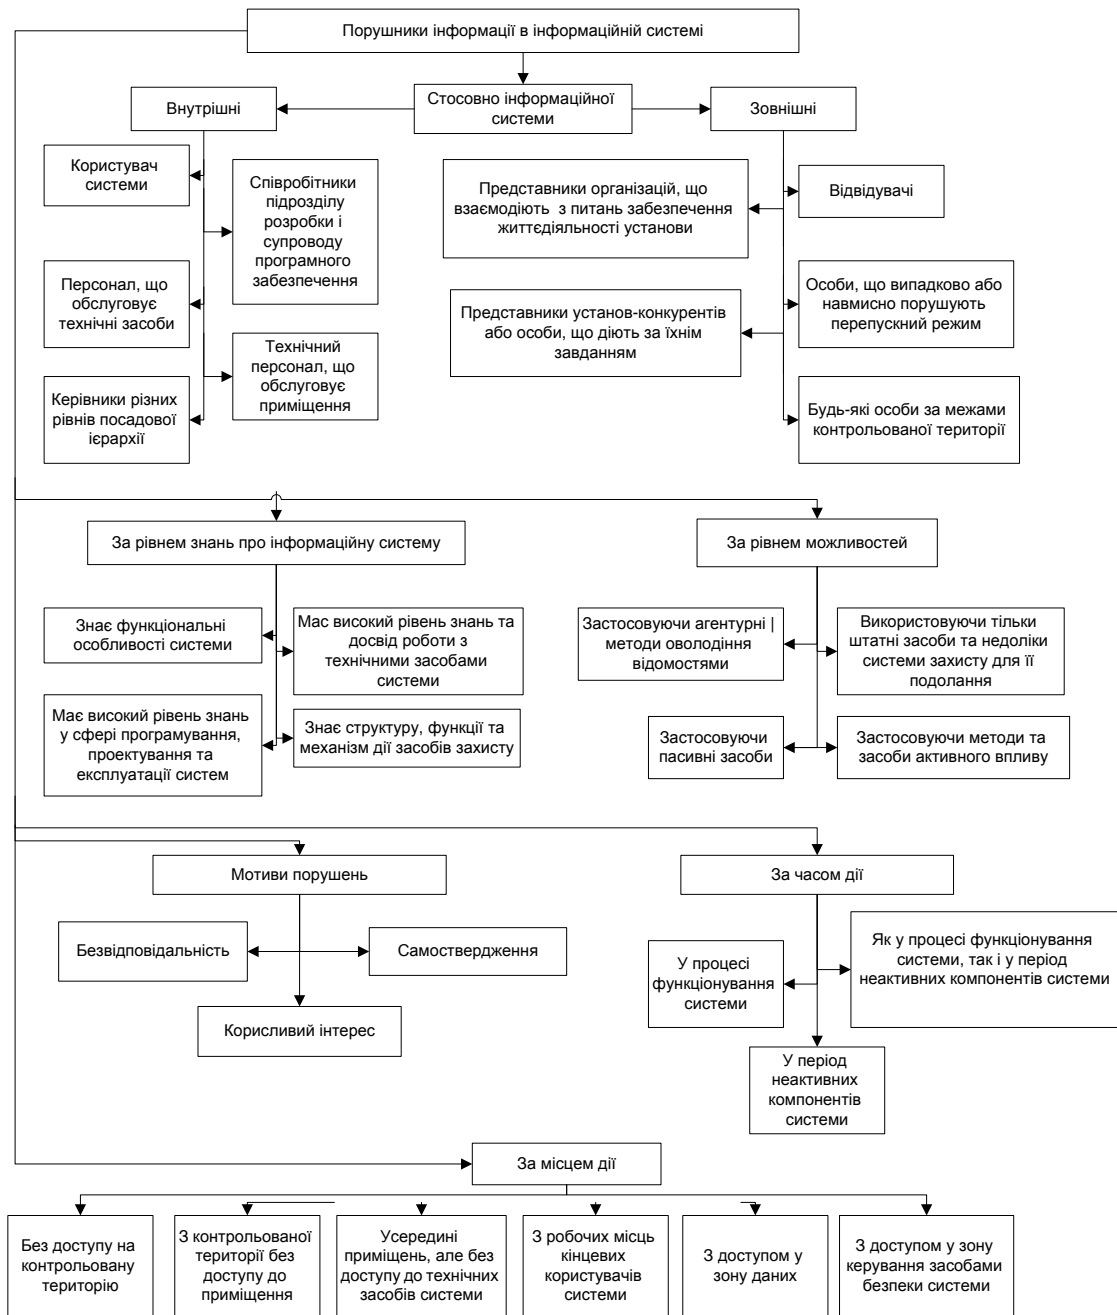 Порушники інформації в інформаційній системі
Стосовно інформаційної
системи
Внутрішні
Зовнішні
Користувач
системи
Співробітники
підрозділу
розробки і
супроводу
програмного
забезпечення
Персонал, що
обслуговує
технічні засоби
Технічний
персонал, що
обслуговує
приміщення
Керівники різних
рівнів посадової
ієрархії
Представники організацій, що
взаємодіють з питань забезпечення
життєдіяльності установи
Відвідувачі
Представники установ-конкурентів
або особи, що діють за їхнім
завданням
Особи, що випадково або
навмисно порушують
перепускний режим
Будь-які особи за межами
контрольованої території
За рівнем знань про інформаційну систему
Знає функціональні
особливості системи
Має високий рівень знань та
досвід роботи з
технічними засобами
системи
Має високий рівень знань
у сфері програмування,
проектування та
експлуатації систем
Знає структуру, функції та
механізм дії засобів захисту
За рівнем можливостей
Застосовуючи агентурні |
методи оволодіння
відомостями
Використовуючи тільки
штатні засоби та недоліки
системи захисту для її
подолання
Застосовуючи
пасивні засоби
Застосовуючи методи та
засоби активного впливу
Мотиви порушень
Безвідповідальність
Самоствердження
Корисливий інтерес
За часом дії
У процесі
функціонування
системи
Як у процесі функціонування
системи, так і у період
неактивних компонентів системи
У період
неактивних
компонентів
системи
За місцем дії
Без доступу на
контрольовану
територію
З контрольованої
території без
доступу до
приміщення
Усередині
приміщень, але без
доступу до технічних
засобів системи
З робочих місць
кінцевих
користувачів
системи
З доступом у
зону даних
З доступом у зону
керування засобами
безпеки системи